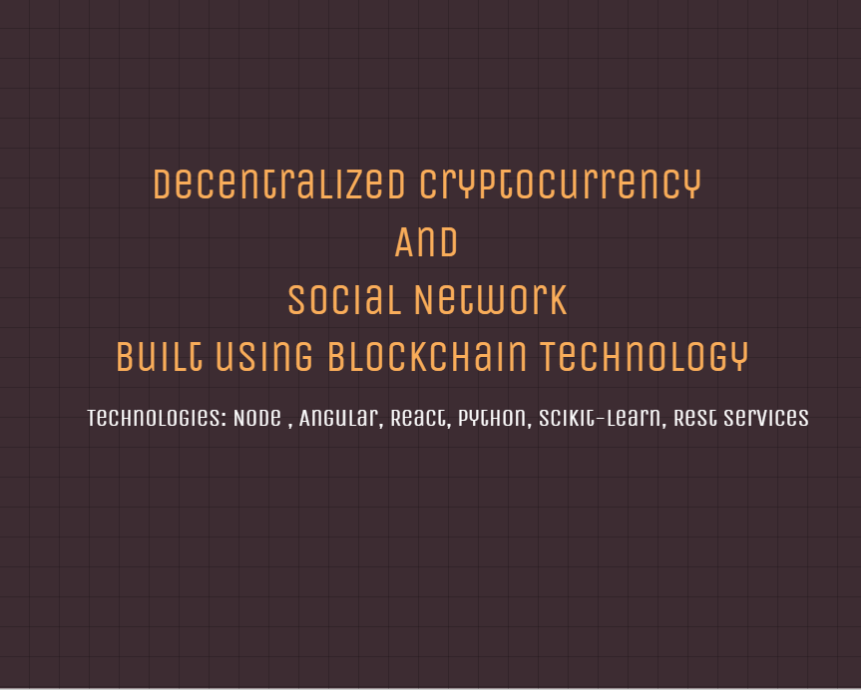 Decentralized Cryptocurrency
And
Social Network
Built using Blockchain Technology
Technologies: Node , Angular, React, Python, Scikit-Learn, Rest Services